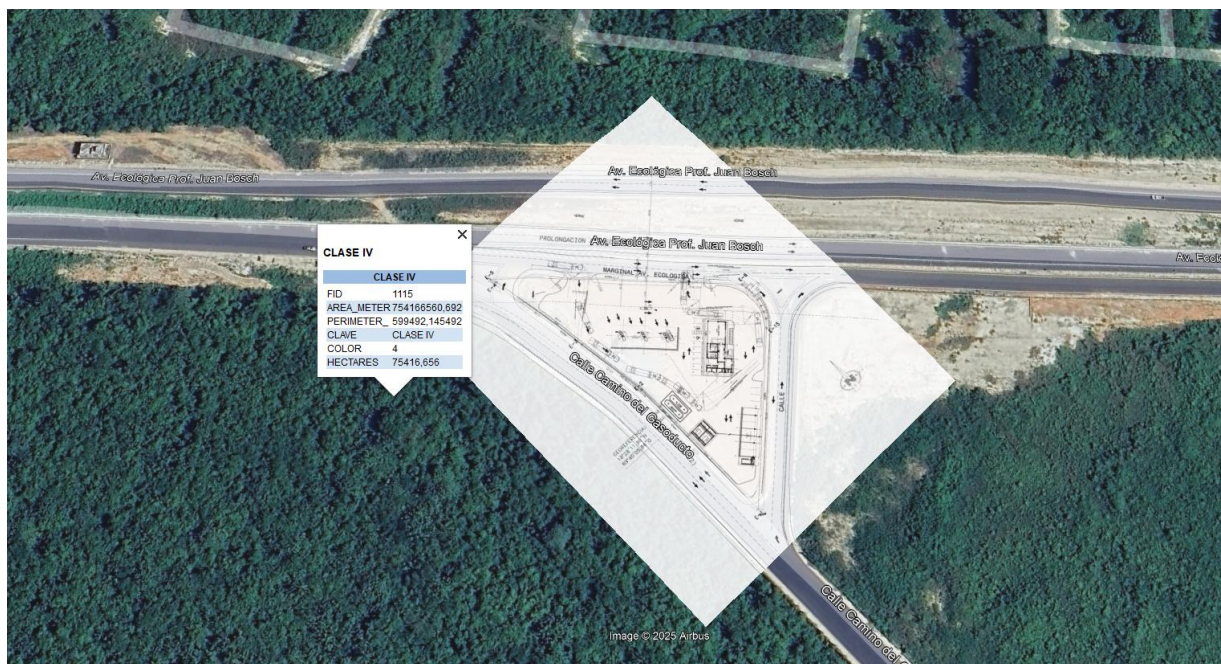 Av. Ecológica Prof. Juan Bosch
Av. Ecológica Prof. Juan Bosch
PROLONGACION Av. Ecológica Prof. Juan Bosch
Av. Ecol
MARGINAL AV. ECOLOGICA
CLASE IV
CLASE IV
FID 1115
AREA_METER 754166560,692
PERIMETER_ 599492,145492
CLAVE CLASE IV
COLOR 4
HECTARES 75416,656
Calle Camino del Gasoducto
CALLE
N
Calle Camino del G
Image © 2025 Airbus